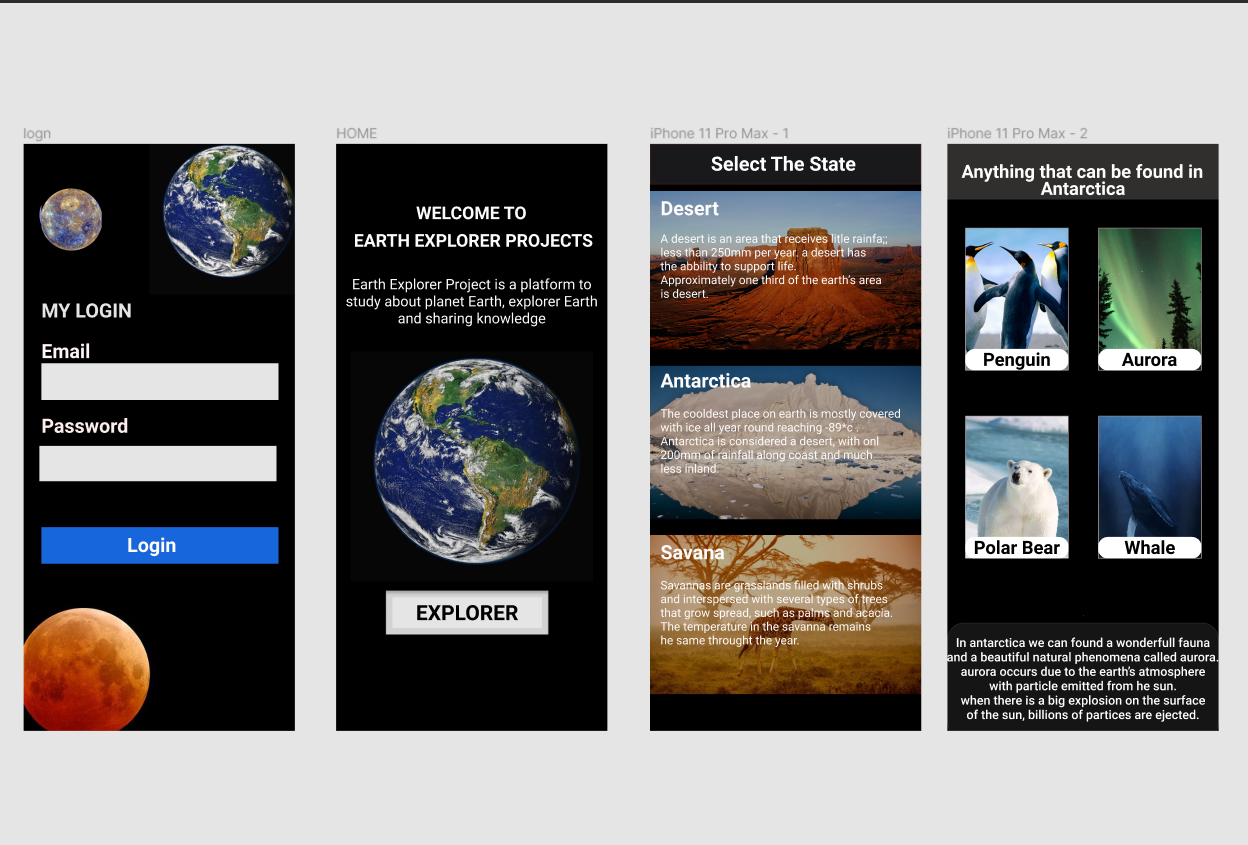 logn
MY LOGIN
Email
Password
Login
HOME
WELCOME TO
EARTH EXPLORER PROJECTS
Earth Explorer Project is a platform to
study about planet Earth, explorer Earth
and sharing knowledge
EXPLORER
iPhone 11 Pro Max - 1
Select The State
Desert
A desert is an area that receives litle rainfa;;
less than 250mm per year. a desert has
the abbility to support life.
Approximately one third of the earth's area
is desert.
Antarctica
The cooldest place on earth is mostly covered
with ice all year round reaching -89*c .
Antarctica is considered a desert, with onl
200mm of rainfall along coast and much
less inland.
Savana
Savannas are grasslands filled with shrubs
and interspersed with several types of trees
that grow spread, such as palms and acacia.
The temperature in the savanna remains
he same throught the year.
iPhone 11 Pro Max - 2
Anything that can be found in
Antarctica
Penguin
Aurora
Polar Bear
Whale
In antarctica we can found a wonderfull fauna
and a beautiful natural phenomena called aurora.
aurora occurs due to the earth's atmosphere
with particle emitted from he sun.
when there is a big explosion on the surface
of the sun, billions of partices are ejected.